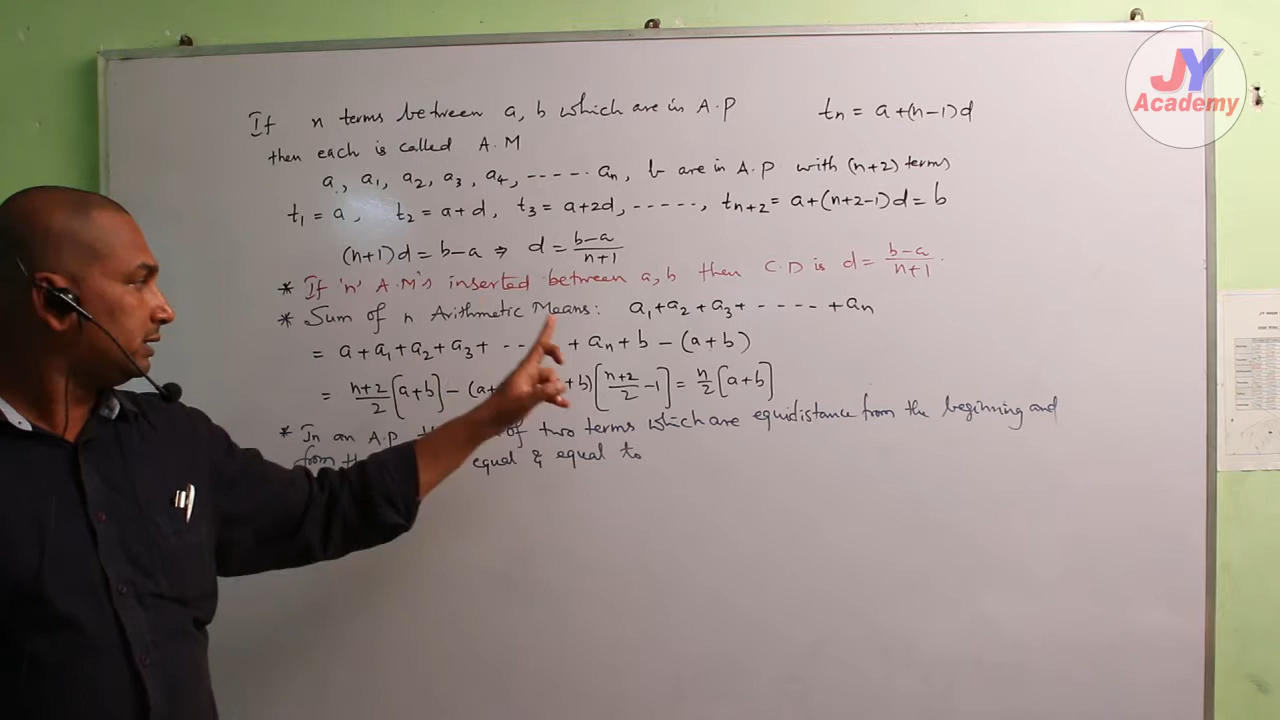 If n terms between a, b which are in A.P
tn = a+(n-1)d
then each is called A.M
a, a₁, a₂, a₃, a₄, ----- aₙ, b are in A.P with (n+2) terms
t₁ = a, t₂ = a+d, t₃ = a+2d, -----, tₙ₊₂ = a+(n+2-1)d = b
(n+1)d = b-a ⇒ d = (b-a)/(n+1)
* If 'n' A.M's inserted between a, b then C.D is d = (b-a)/(n+1).
* Sum of n Arithmetic Means: a₁+a₂+a₃+ ---- +aₙ
= a+a₁+a₂+a₃+ --- + aₙ+b-(a+b)
= (n+2)/2 [a+b] - (a+ +b) [(n+2)/2 -1] = n/2 [a+b]
* In an A.P of two terms which are equidistance from the beginning and
from equal & equal to
JY
Academy